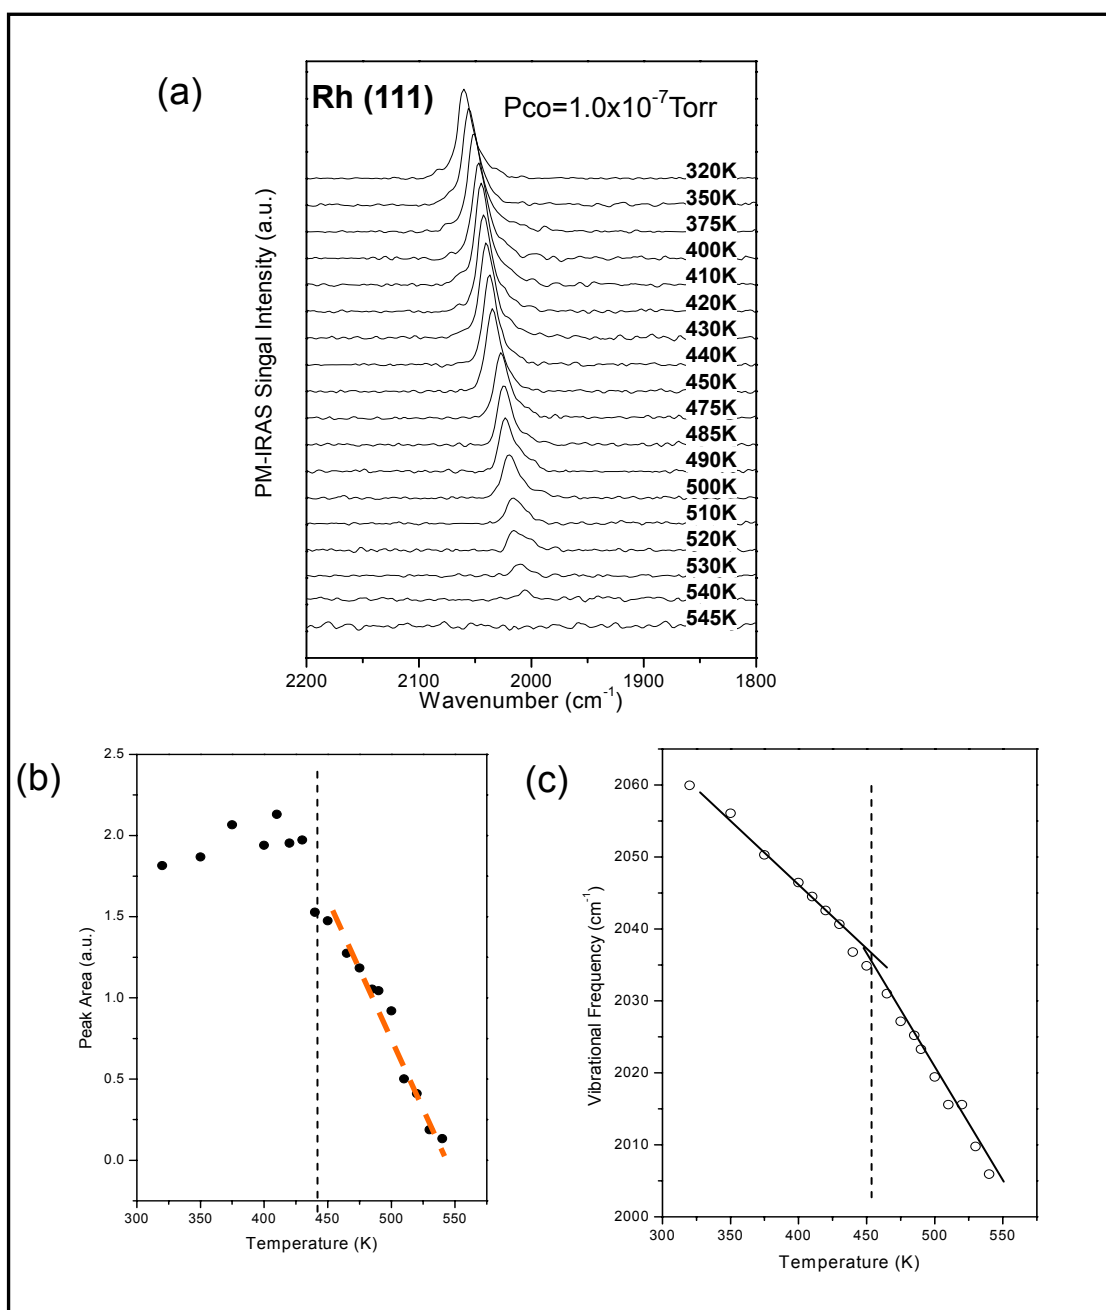 (a)
Rh (111)
Pco=1.0x10⁻⁷Torr
PM-IRAS Singal Intensity (a.u.)
320K
350K
375K
400K
410K
420K
430K
440K
450K
475K
485K
490K
500K
510K
520K
530K
540K
545K
2200 2100 2000 1900 1800
Wavenumber (cm⁻¹)
(b)
Peak Area (a.u.)
2.5
2.0
1.5
1.0
0.5
0.0
300 350 400 450 500 550
Temperature (K)
(c)
Vibrational Frequency (cm⁻¹)
2060
2050
2040
2030
2020
2010
2000
300 350 400 450 500 550
Temperature (K)